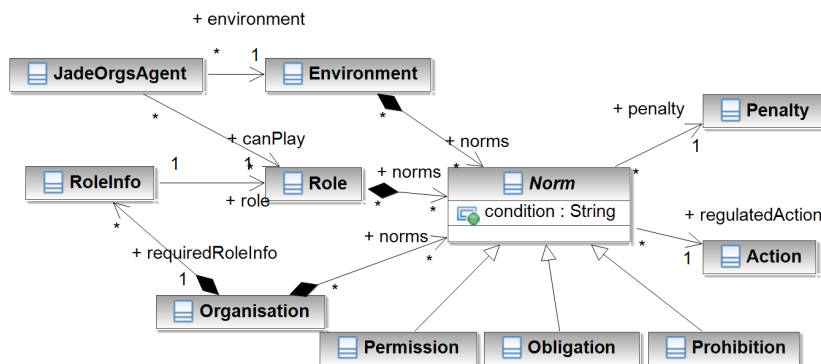 + environment
* 1
JadeOrgsAgent
Environment
* + canPlay
* + norms
+ penalty
* 1
Penalty
RoleInfo
1 1 *
+ role
Role
* + norms *
*
Norm
condition : String
+ regulatedAction
* 1
Action
* + requiredRoleInfo 1
* + norms *
Organisation
Permission
Obligation
Prohibition